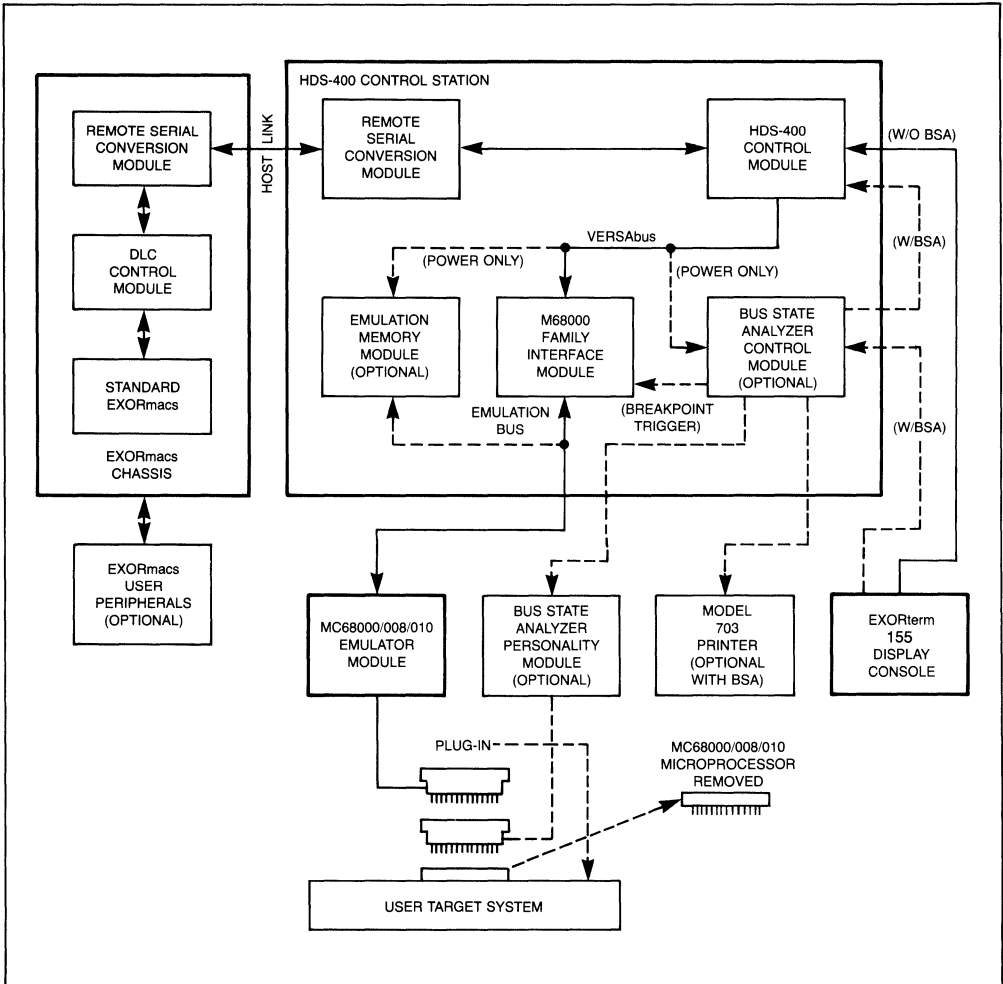 HDS-400 CONTROL STATION
REMOTE SERIAL
CONVERSION
MODULE
DLC
CONTROL
MODULE
STANDARD
EXORmacs
EXORmacs
CHASSIS
EXORmacs
USER
PERIPHERALS
(OPTIONAL)
HOST LINK
REMOTE
SERIAL
CONVERSION
MODULE
HDS-400
CONTROL
MODULE
(W/O BSA)
VERSAbus
(POWER ONLY)
(POWER ONLY)
(W/BSA)
EMULATION
MEMORY
MODULE
(OPTIONAL)
M68000
FAMILY
INTERFACE
MODULE
BUS STATE
ANALYZER
CONTROL
MODULE
(OPTIONAL)
EMULATION
BUS
(BREAKPOINT
TRIGGER)
(W/BSA)
MC68000/008/010
EMULATOR
MODULE
BUS STATE
ANALYZER
PERSONALITY
MODULE
(OPTIONAL)
MODEL
703
PRINTER
(OPTIONAL
WITH BSA)
EXORterm
155
DISPLAY
CONSOLE
PLUG-IN
MC68000/008/010
MICROPROCESSOR
REMOVED
USER TARGET SYSTEM